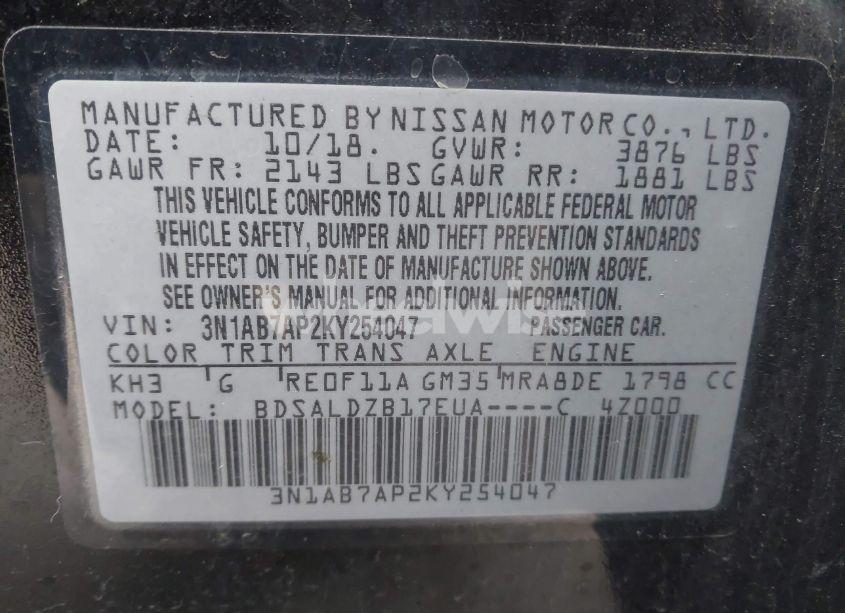 MANUFACTURED BY NISSAN MOTOR CO., LTD.
DATE: 10/18. GVWR: 3876 LBS
GAWR FR: 2143 LBS GAWR RR: 1881 LBS
THIS VEHICLE CONFORMS TO ALL APPLICABLE FEDERAL MOTOR
VEHICLE SAFETY, BUMPER AND THEFT PREVENTION STANDARDS
IN EFFECT ON THE DATE OF MANUFACTURE SHOWN ABOVE.
SEE OWNER'S MANUAL FOR ADDITIONAL INFORMATION.
VIN: 3N1AB7AP2KY254047 PASSENGER CAR.
COLOR TRIM TRANS AXLE ENGINE
KH3 G RE0F11A GM35 MRA8DE 1798 CC
MODEL: BDSALDZB17EUA----C 4Z000
3N1AB7AP2KY254047